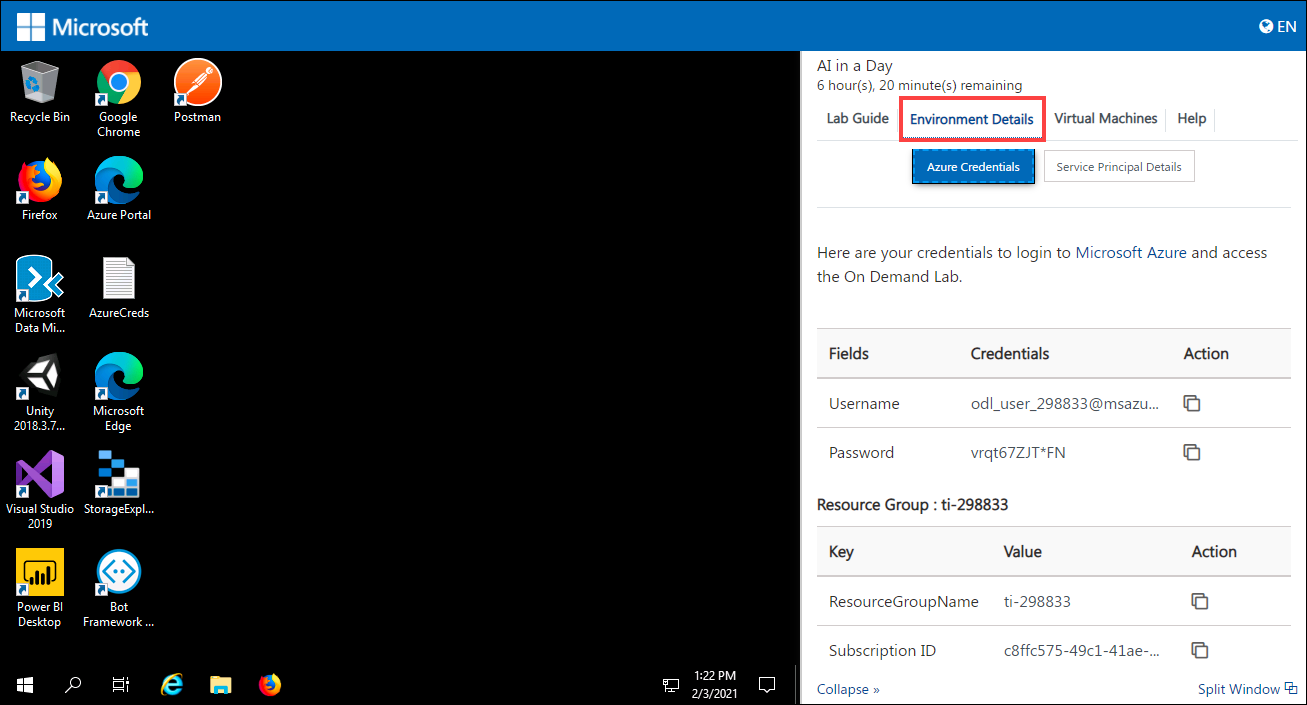 Microsoft
EN
Recycle Bin
Google
Chrome
Postman
Firefox
Azure Portal
Microsoft
Data Mi...
AzureCreds
Unity
2018.3.7...
Microsoft
Edge
Visual Studio
2019
StorageExpl...
Power BI
Desktop
Bot
Framework ...
1:22 PM
2/3/2021
AI in a Day
6 hour(s), 20 minute(s) remaining
Lab Guide Environment Details Virtual Machines Help
Azure Credentials Service Principal Details
Here are your credentials to login to Microsoft Azure and access
the On Demand Lab.
Fields Credentials Action
Username odl_user_298833@msazu...
Password vrqt67ZJT*FN
Resource Group : ti-298833
Key Value Action
ResourceGroupName ti-298833
Subscription ID c8ffc575-49c1-41ae-...
Collapse » Split Window